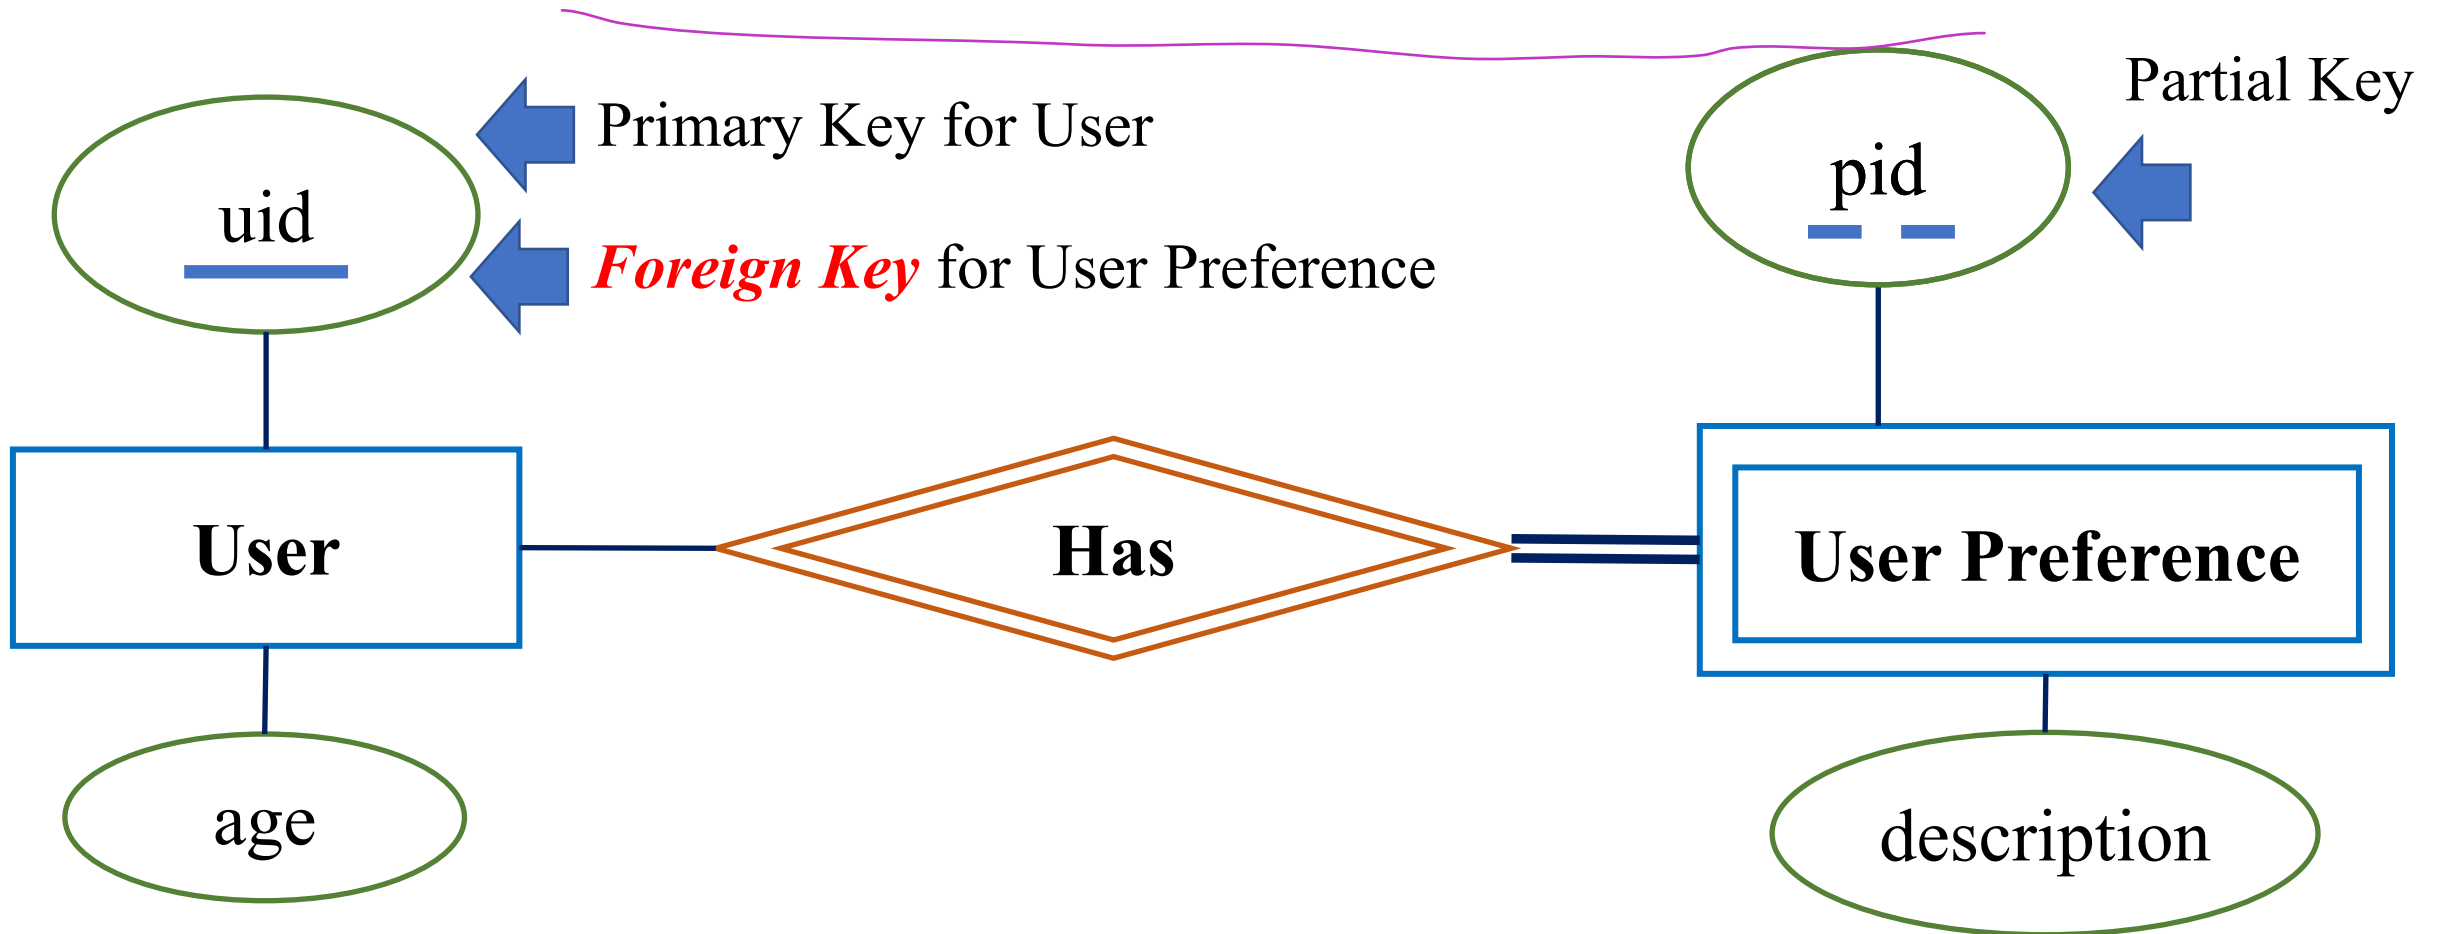 Partial Key
Primary Key for User
pid
uid
Foreign Key for User Preference
User
Has
User Preference
age
description